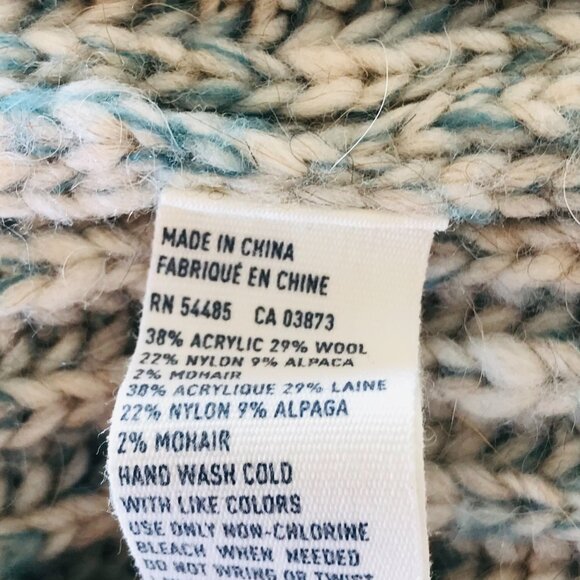 MADE IN CHINA
FABRIQUÉ EN CHINE
RN 54485 CA 03873
38% ACRYLIC 29% WOOL
22% NYLON 9% ALPACA
2% MOHAIR
38% ACRYLIQUE 29% LAINE
22% NYLON 9% ALPAGA
2% MOHAIR
HAND WASH COLD
WITH LIKE COLORS
USE ONLY NON-CHLORINE
BLEACH WHEN NEEDED
DO NOT WRING OR TWIST